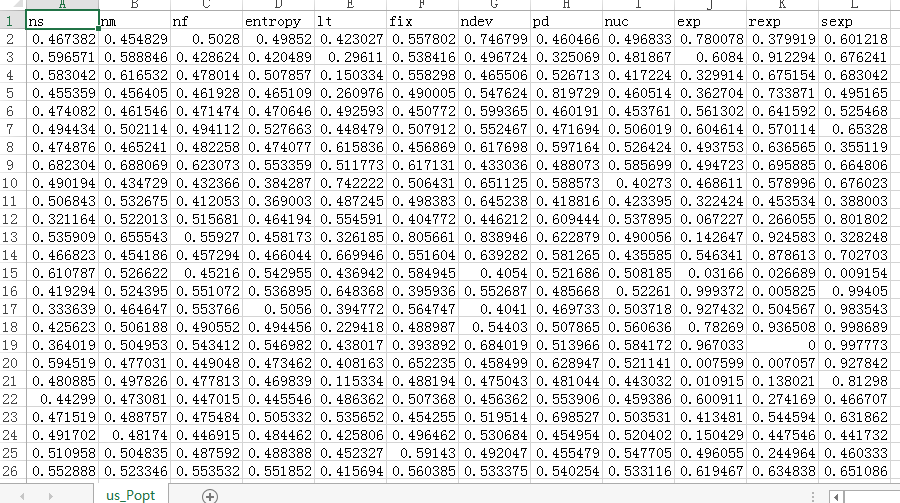 A B C D E F G H I J K L
1 ns nm nf entropy lt fix ndev pd nuc exp rexp sexp
2 0.467382 0.454829 0.5028 0.49852 0.423027 0.557802 0.746799 0.460466 0.496833 0.780078 0.379919 0.601218
3 0.596571 0.588846 0.428624 0.420489 0.29611 0.538416 0.496724 0.325069 0.481867 0.6084 0.912294 0.676241
4 0.583042 0.616532 0.478014 0.507857 0.150334 0.558298 0.465506 0.526713 0.417224 0.329914 0.675154 0.683042
5 0.455359 0.456405 0.461928 0.465109 0.260976 0.490005 0.547624 0.819729 0.460514 0.362704 0.733871 0.495165
6 0.474082 0.461546 0.471474 0.470646 0.492593 0.450772 0.599365 0.460191 0.453761 0.561302 0.641592 0.525468
7 0.494434 0.502114 0.494112 0.527663 0.448479 0.507912 0.552467 0.471694 0.506019 0.604614 0.570114 0.65328
8 0.474876 0.465241 0.482258 0.474077 0.615836 0.456869 0.617698 0.597164 0.526424 0.493753 0.636565 0.355119
9 0.682304 0.688069 0.623073 0.553359 0.511773 0.617131 0.433036 0.488073 0.585699 0.494723 0.695885 0.664806
10 0.490194 0.434729 0.432366 0.384287 0.742222 0.506431 0.651125 0.588573 0.40273 0.468611 0.578996 0.676023
11 0.506843 0.532675 0.412053 0.369003 0.487245 0.498383 0.645238 0.418816 0.423395 0.322424 0.453534 0.388003
12 0.321164 0.522013 0.515681 0.464194 0.554591 0.404772 0.446212 0.609444 0.537895 0.067227 0.266055 0.801802
13 0.535909 0.655543 0.55927 0.458173 0.326185 0.805661 0.838946 0.622879 0.490056 0.142647 0.924583 0.328248
14 0.466823 0.454186 0.457294 0.466044 0.669946 0.551604 0.639282 0.581265 0.435585 0.546341 0.878613 0.702703
15 0.610787 0.526622 0.45216 0.542955 0.436942 0.584945 0.4054 0.521686 0.508185 0.03166 0.026689 0.009154
16 0.419294 0.524395 0.551072 0.536895 0.648368 0.395936 0.552687 0.485668 0.52261 0.999372 0.005825 0.99405
17 0.333639 0.464647 0.553766 0.5056 0.394772 0.564747 0.4041 0.469733 0.503718 0.927432 0.504567 0.983543
18 0.425623 0.506188 0.490552 0.494456 0.229418 0.488987 0.54403 0.507865 0.560636 0.78269 0.936508 0.998689
19 0.364019 0.504953 0.543412 0.546982 0.438017 0.393892 0.684019 0.513966 0.584172 0.967033 0 0.997773
20 0.594519 0.477031 0.449048 0.473462 0.408163 0.652235 0.458499 0.628947 0.521141 0.007599 0.007057 0.927842
21 0.480885 0.497826 0.477813 0.469839 0.115334 0.488194 0.475043 0.481044 0.443032 0.010915 0.138021 0.81298
22 0.44299 0.473081 0.447015 0.445546 0.486362 0.507368 0.456362 0.553906 0.459386 0.600911 0.274169 0.466707
23 0.471519 0.488757 0.475484 0.505332 0.535652 0.454255 0.519514 0.698527 0.503531 0.413481 0.544594 0.631862
24 0.491702 0.48174 0.446915 0.484462 0.425806 0.496462 0.530684 0.454954 0.520402 0.150429 0.447546 0.441732
25 0.510958 0.504835 0.487592 0.488388 0.452327 0.59143 0.492047 0.455479 0.547705 0.496055 0.244964 0.460333
26 0.552888 0.523346 0.553532 0.551852 0.415694 0.560385 0.533375 0.540254 0.533116 0.619467 0.634838 0.651086
us_Popt